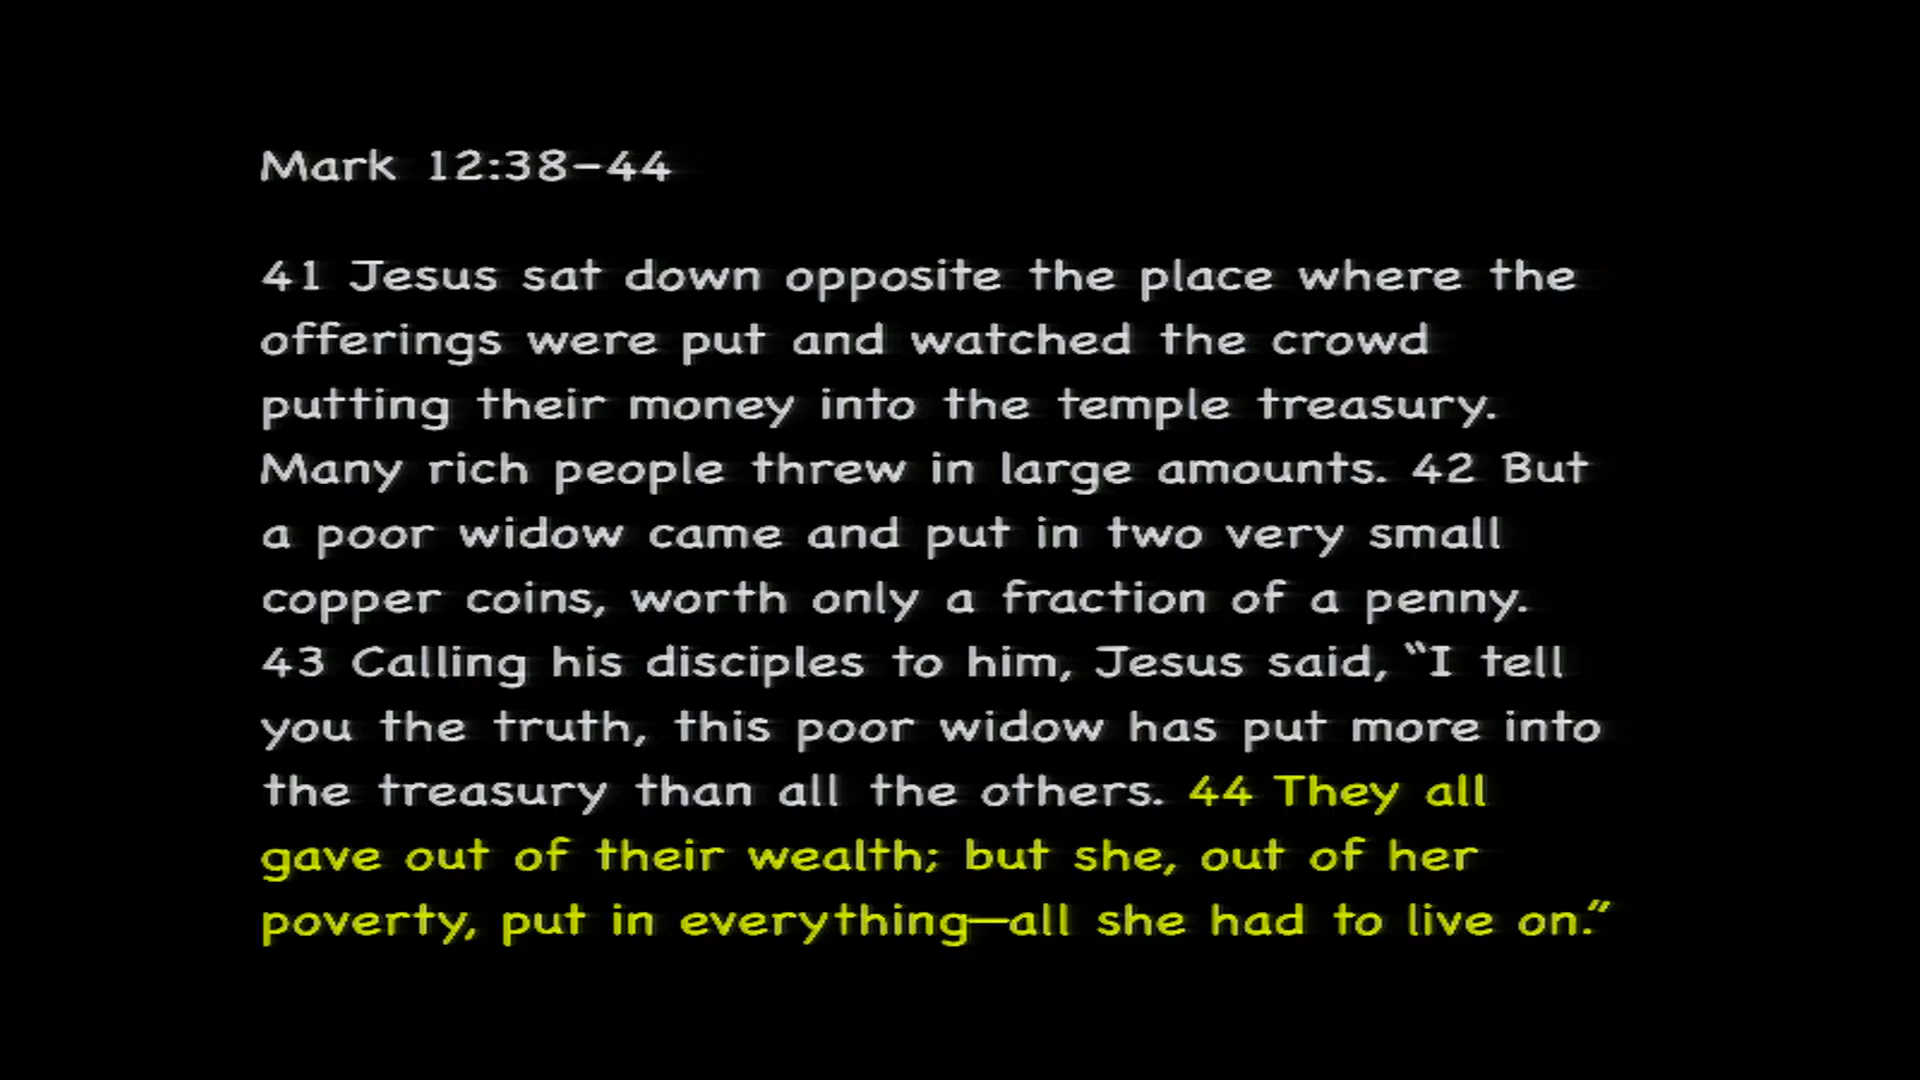 Mark 12:38–44
41 Jesus sat down opposite the place where the
offerings were put and watched the crowd
putting their money into the temple treasury.
Many rich people threw in large amounts. 42 But
a poor widow came and put in two very small
copper coins, worth only a fraction of a penny.
43 Calling his disciples to him, Jesus said, “I tell
you the truth, this poor widow has put more into
the treasury than all the others. 44 They all
gave out of their wealth; but she, out of her
poverty, put in everything—all she had to live on.”